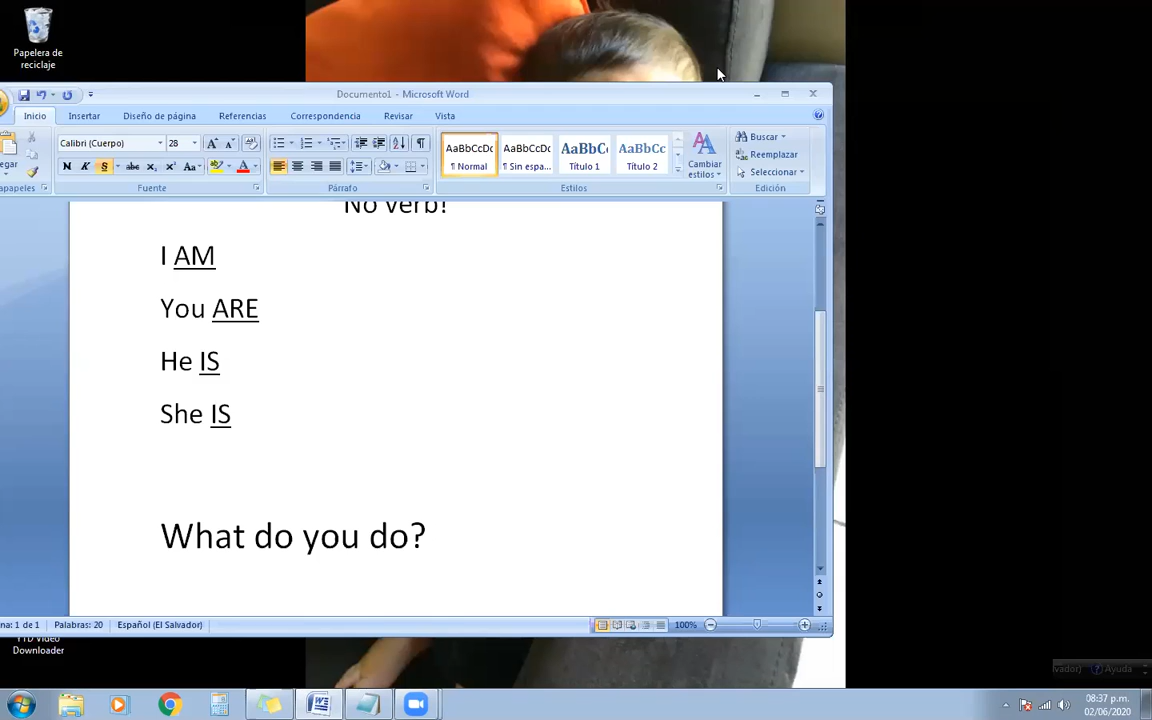 Papelera de
reciclaje
Documento1 - Microsoft Word
Inicio
Insertar
Diseño de página
Referencias
Correspondencia
Revisar
Vista
Calibri (Cuerpo)
28
Buscar
Reemplazar
Seleccionar
AaBbCcDc
¶ Normal
AaBbCcDc
¶ Sin espa...
AaBbC
Título 1
AaBbCc
Título 2
Cambiar
estilos
Fuente
Párrafo
Estilos
Edición
No verb!
I AM
You ARE
He IS
She IS
What do you do?
Palabras: 20
Español (El Salvador)
100%
YTD Video
Downloader
Ayuda
08:37 p.m.
02/06/2020